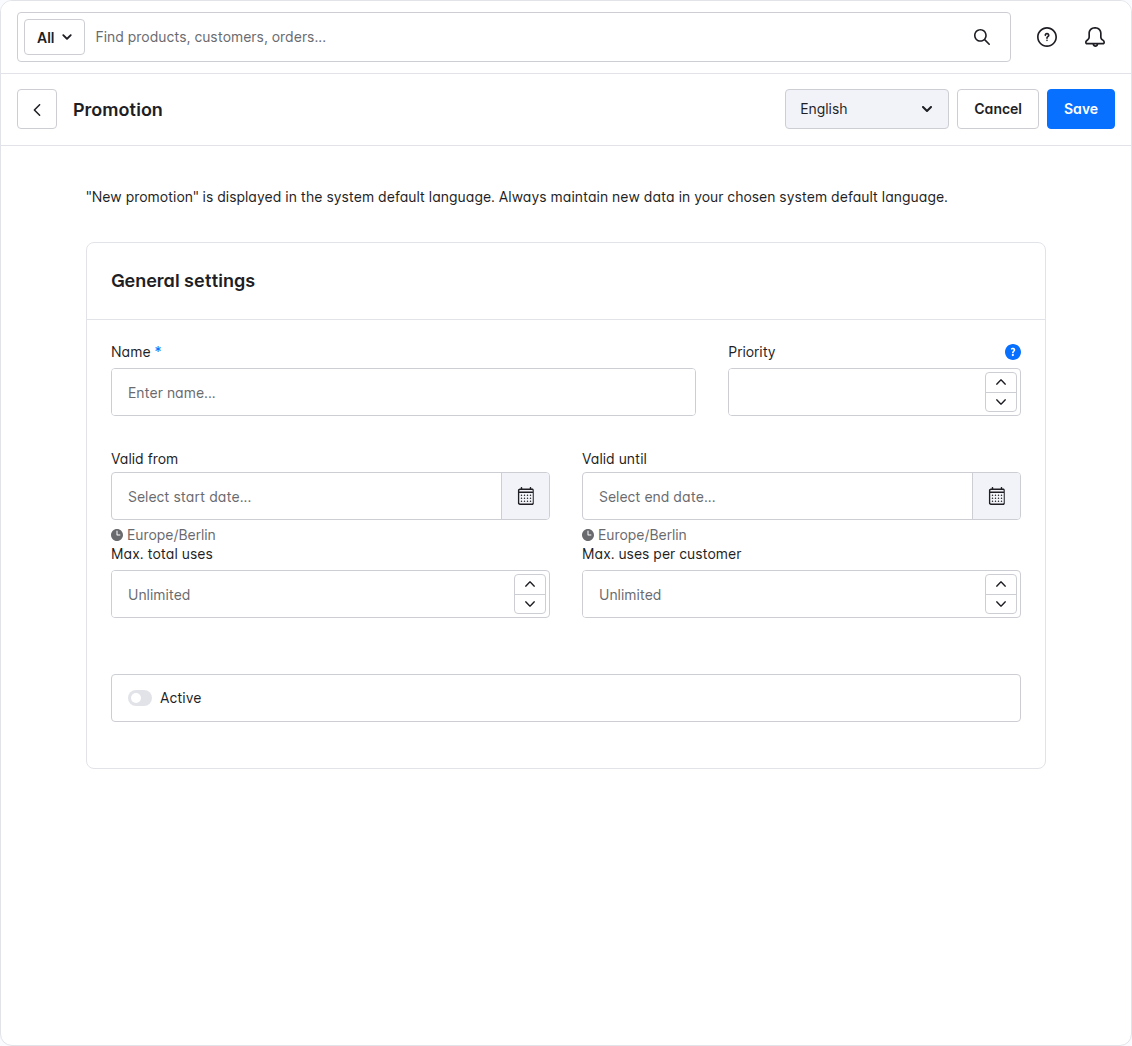 All
Find products, customers, orders...
Promotion
English
Cancel
Save
"New promotion" is displayed in the system default language. Always maintain new data in your chosen system default language.
General settings
Name *
Priority
?
Enter name...
Valid from
Valid until
Select start date...
Select end date...
Europe/Berlin
Europe/Berlin
Max. total uses
Max. uses per customer
Unlimited
Unlimited
Active